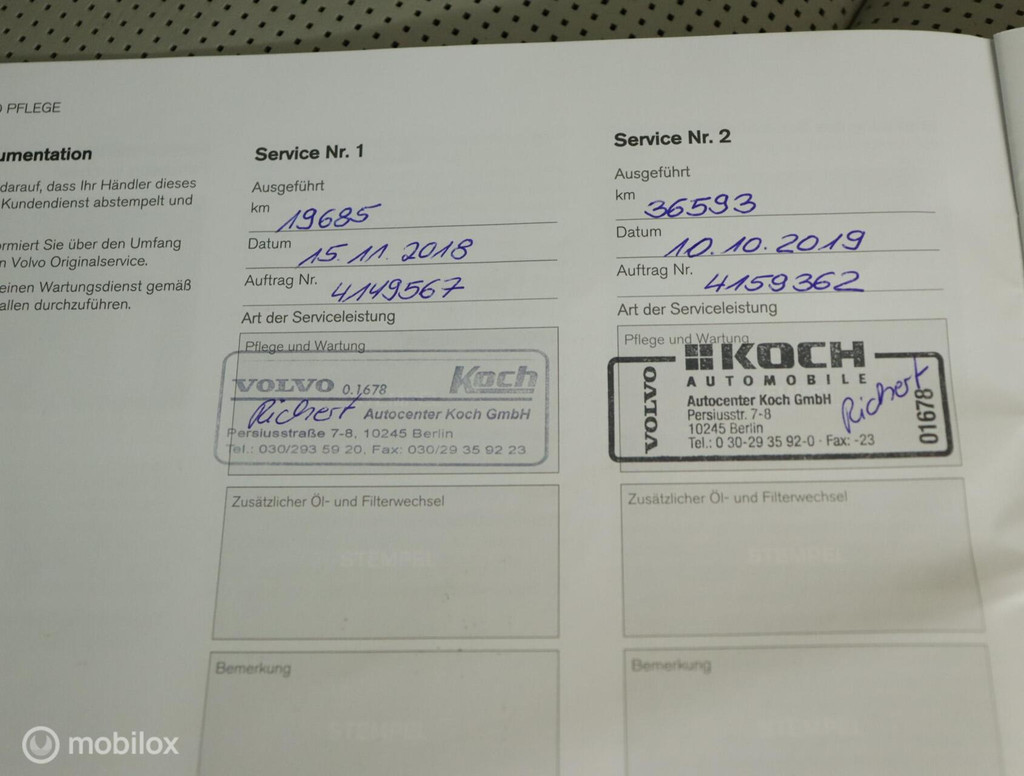 PFLEGE
umentation
darauf, dass Ihr Händler dieses
Kundendienst abstempelt und
ormiert Sie über den Umfang
n Volvo Originalservice.
einen Wartungsdienst gemäß
allen durchzuführen.
Service Nr. 1
Ausgeführt
km 19685
Datum 15.11.2018
Auftrag Nr. 4149567
Art der Serviceleistung
Pflege und Wartung
VOLVO 0.1678 Koch
Richert Autocenter Koch GmbH
Persiusstraße 7-8, 10245 Berlin
Tel.: 030/293 59 20, Fax: 030/29 35 92 23
Zusätzlicher Öl- und Filterwechsel
STEMPEL
Bemerkung
STEMPEL
Service Nr. 2
Ausgeführt
km 36593
Datum 10.10.2019
Auftrag Nr. 4159362
Art der Serviceleistung
Pflege und Wartung
VOLVO
KOCH
AUTOMOBILE
Autocenter Koch GmbH
Persiusstr. 7-8
10245 Berlin
Tel.: 0 30-29 35 92-0 · Fax: -23
Richert
01678
Zusätzlicher Öl- und Filterwechsel
STEMPEL
Bemerkung
mobilox